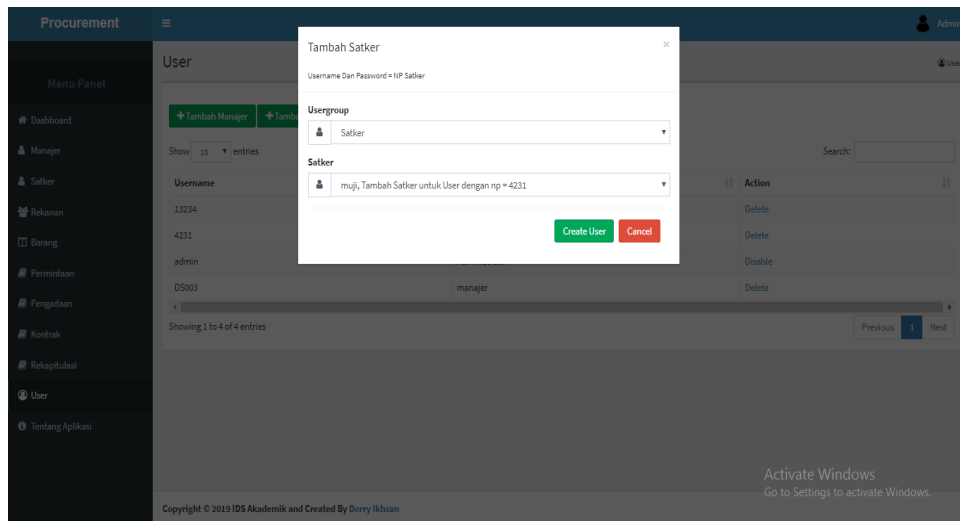 Procurement
Admin
Menu Panel
Dashboard
Manajer
Satker
Rekanan
Barang
Permintaan
Pengadaan
Kontrak
Rekapitulasi
User
Tentang Aplikasi
User
User
+Tambah Manajer
+Tamb
Show 10 entries
Search:
Username
Action
13234
Delete
4231
Delete
admin
Disable
DS003
manajer
Delete
Showing 1 to 4 of 4 entries
Previous 1 Next
Tambah Satker
×
Username Dan Password = NP Satker
Usergroup
Satker
Satker
muji, Tambah Satker untuk User dengan np = 4231
Create User
Cancel
Activate Windows
Go to Settings to activate Windows.
Copyright © 2019 IDS Akademik and Created By Derry Ikhsan